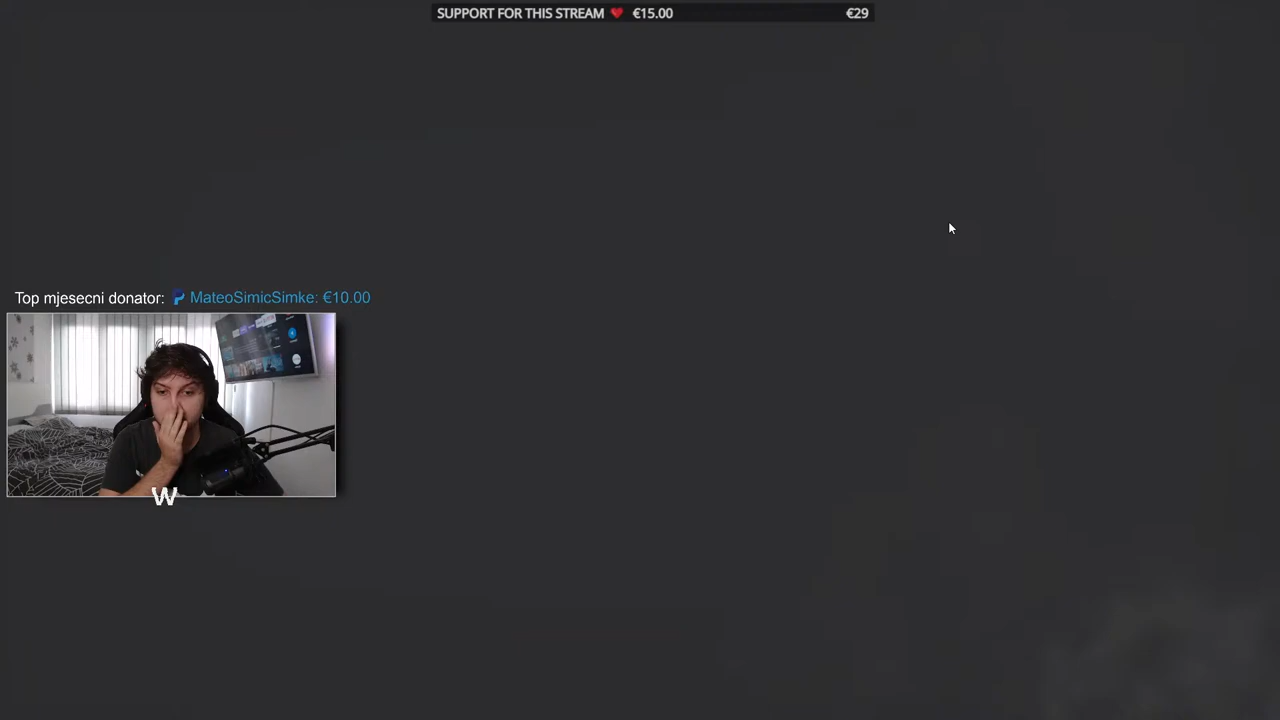 SUPPORT FOR THIS STREAM ❤ €15.00 €29
Top mjesecni donator: MateoSimicSimke: €10.00
W